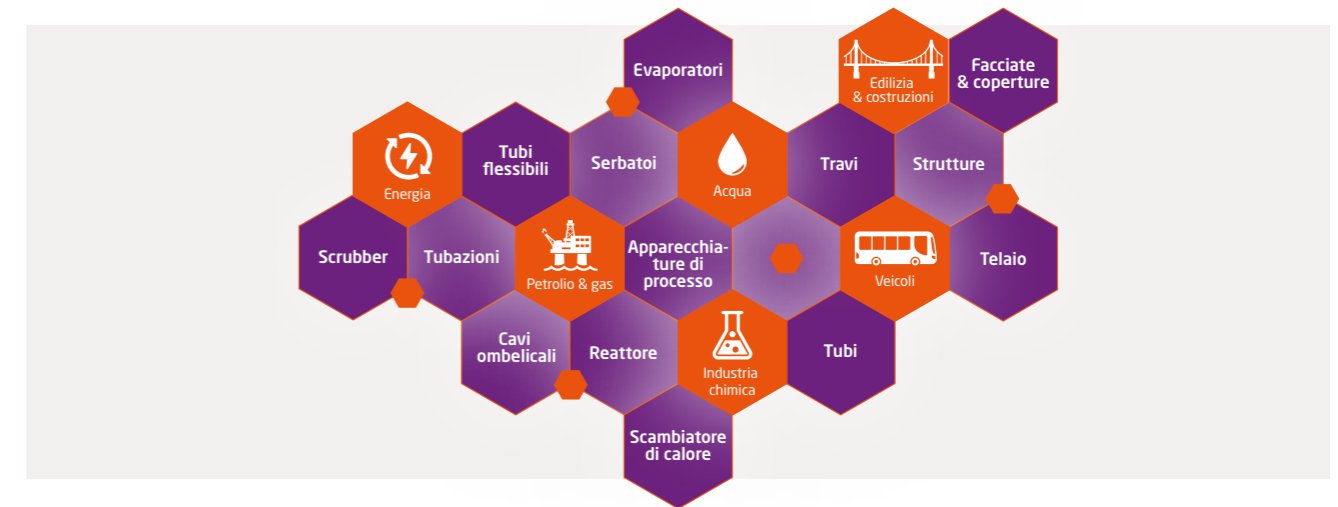 Evaporatori
Edilizia
& costruzioni
Facciate
& coperture
Energia
Tubi
flessibili
Serbatoi
Acqua
Travi
Strutture
Scrubber
Tubazioni
Petrolio & gas
Apparecchia-
ture di
processo
Veicoli
Telaio
Cavi
ombelicali
Reattore
Industria
chimica
Tubi
Scambiatore
di calore